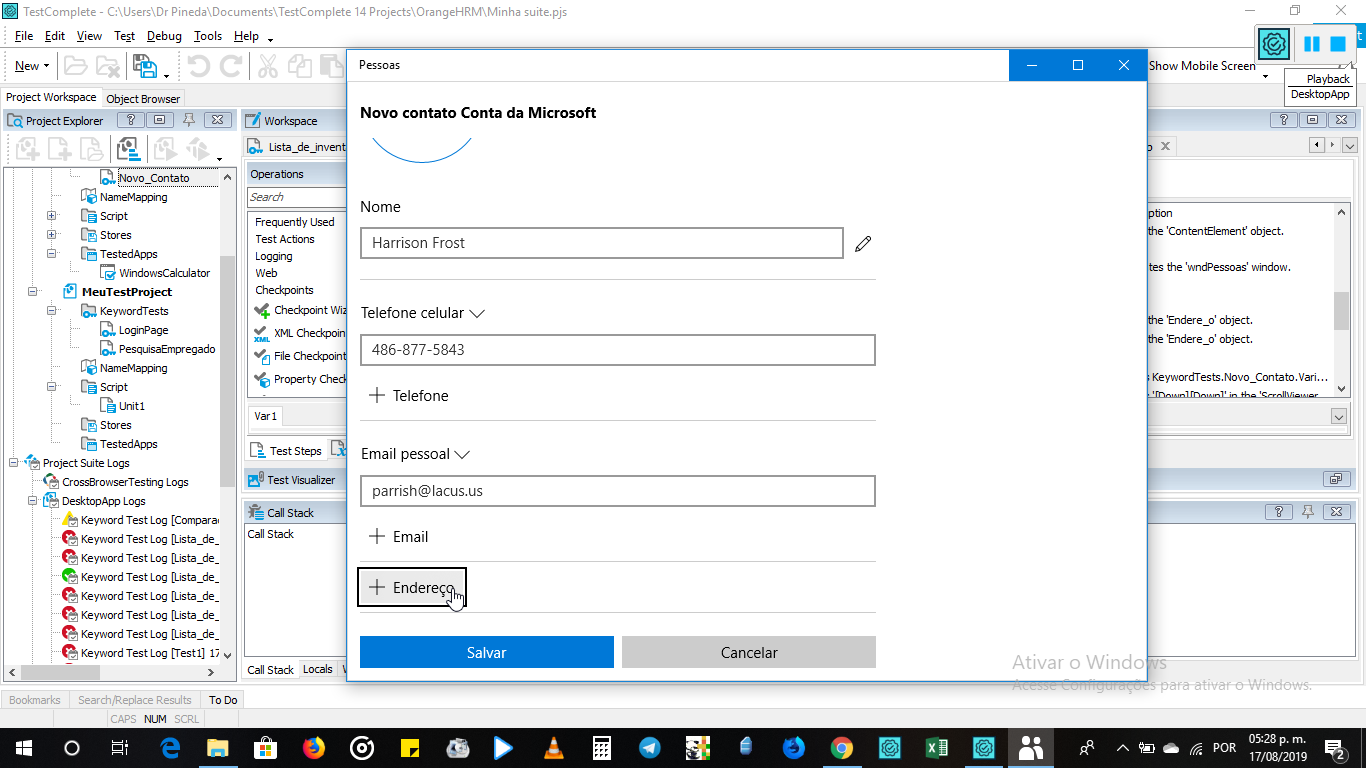 TestComplete - C:\Users\Dr Pineda\Documents\TestComplete 14 Projects\OrangeHRM\Minha suite.pjs
File Edit View Test Debug Tools Help
New
Show Mobile Screen
Playback
DesktopApp
Project Workspace Object Browser
Project Explorer
Novo_Contato
NameMapping
Script
Stores
TestedApps
WindowsCalculator
MeuTestProject
KeywordTests
LoginPage
PesquisaEmpregado
NameMapping
Script
Unit1
Stores
TestedApps
Project Suite Logs
CrossBrowserTesting Logs
DesktopApp Logs
Keyword Test Log [Compara
Keyword Test Log [Lista_de_
Keyword Test Log [Lista_de_
Keyword Test Log [Lista_de_
Keyword Test Log [Lista_de_
Keyword Test Log [Lista_de_
Keyword Test Log [Lista_de_
Keyword Test Log [Test1] 17
Workspace
Lista_de_invent
Operations
Search
Frequently Used
Test Actions
Logging
Web
Checkpoints
Checkpoint Wiz
XML Checkpoin
File Checkpoint
Property Check
Var1
Test Steps
Test Visualizer
Call Stack
Call Stack
Call Stack Locals
Pessoas
Novo contato Conta da Microsoft
Nome
Harrison Frost
Telefone celular
486-877-5843
Telefone
Email pessoal
parrish@lacus.us
Email
Endereço
Salvar Cancelar
ption
the 'ContentElement' object.
tes the 'wndPessoas' window.
the 'Endere_o' object.
the 'Endere_o' object.
KeywordTests.Novo_Contato.Vari...
'[Down][Down]' in the 'ScrollViewer
Ativar o Windows
Acesse Configurações para ativar o Windows.
Bookmarks Search/Replace Results To Do
CAPS NUM SCRL
POR
05:28 p. m.
17/08/2019
2